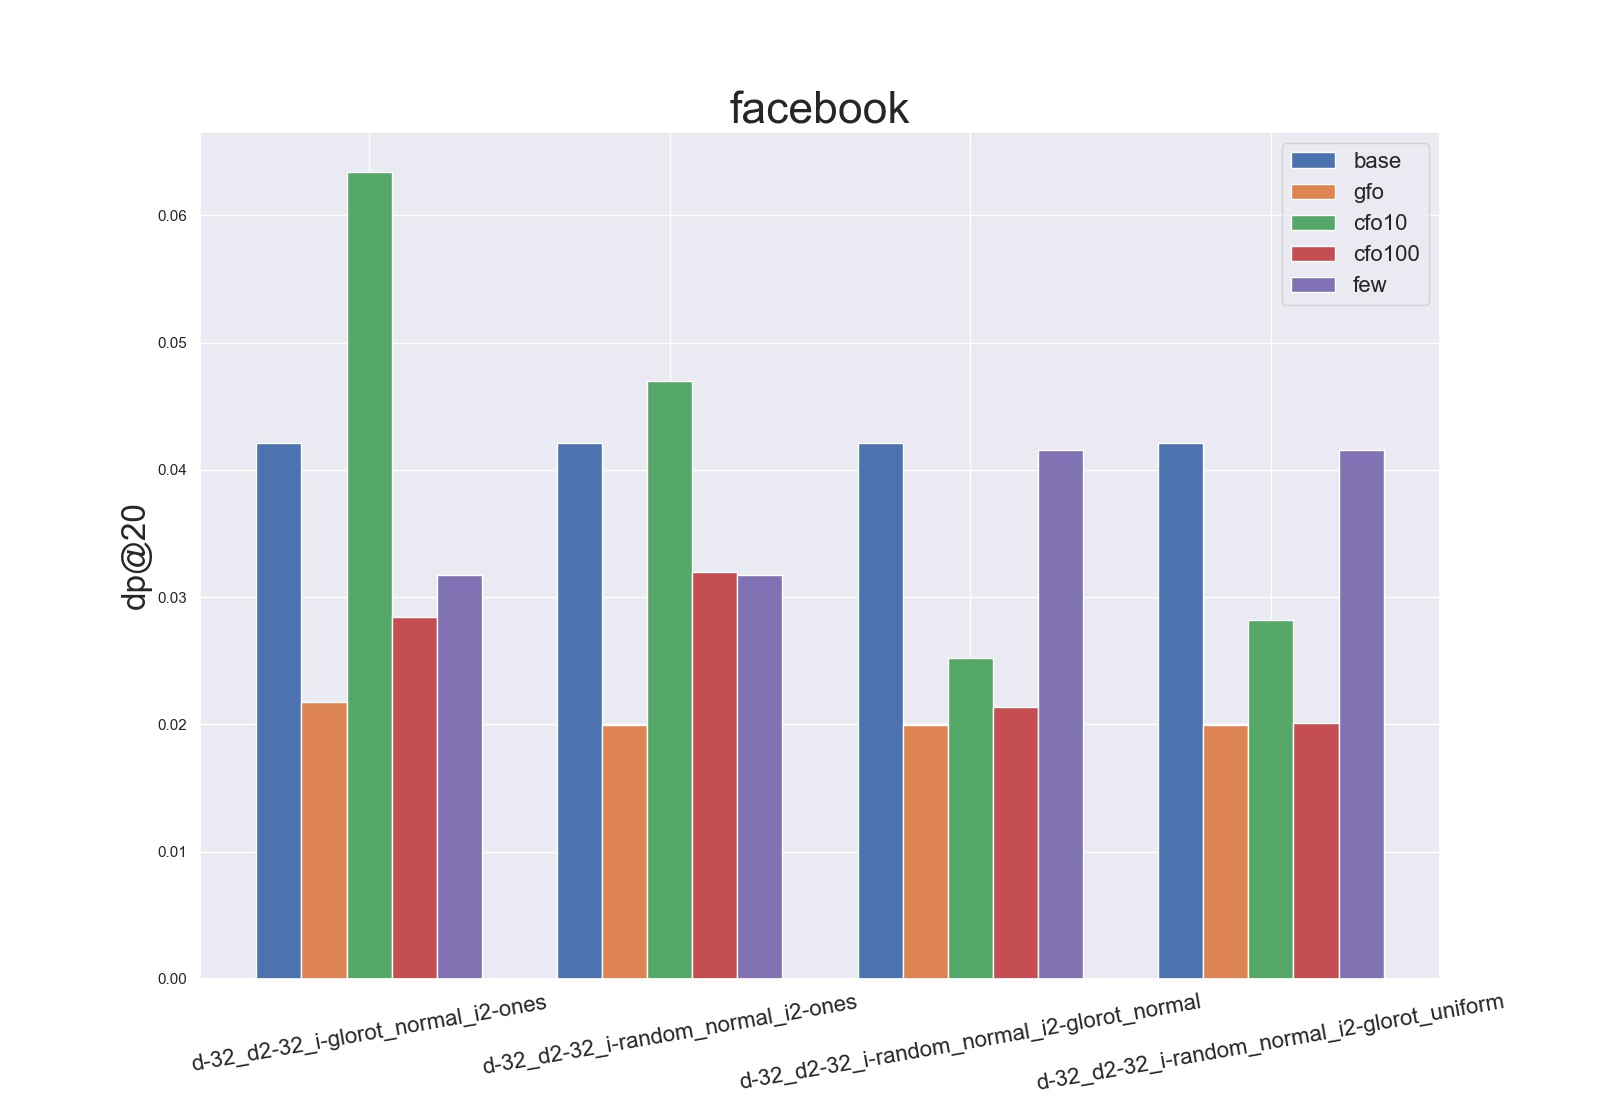 facebook
base
gfo
cfo10
cfo100
few
dp@20
0.06
0.05
0.04
0.03
0.02
0.01
0.00
d-32_d2-32_i-glorot_normal_i2-ones
d-32_d2-32_i-random_normal_i2-ones
d-32_d2-32_i-random_normal_i2-glorot_normal
d-32_d2-32_i-random_normal_i2-glorot_uniform